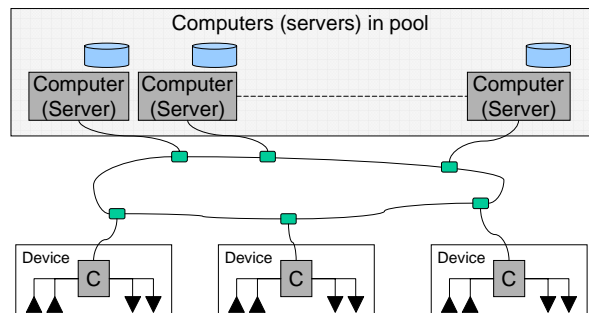 Computers (servers) in pool
Computer
(Server)
Computer
(Server)
Computer
(Server)
Device
C
Device
C
Device
C